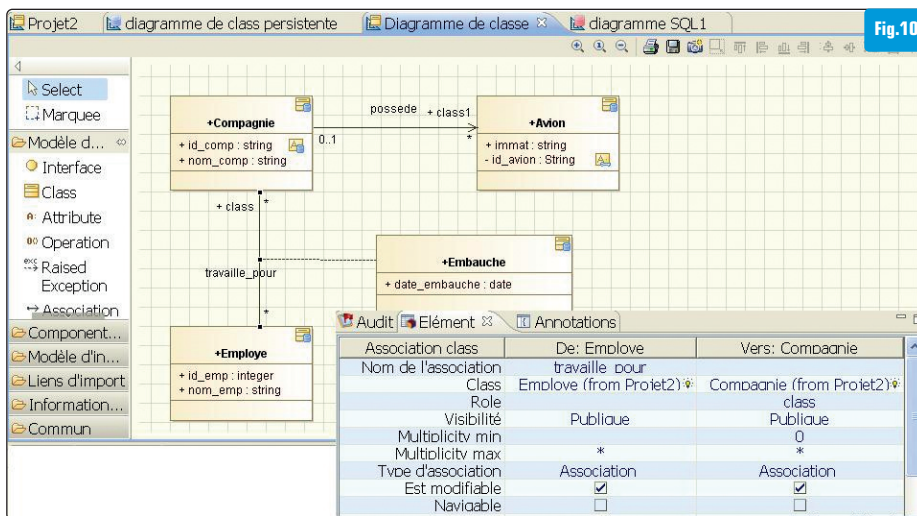 Projet2
diagramme de class persistente
Diagramme de classe
diagramme SQL1
Fig.10
Select
Marquee
Modèle d...
Interface
Class
Attribute
Operation
Raised
Exception
Association
Component...
Modèle d'in...
Liens d'import
Information...
Commun
+Compagnie
+ id_comp : string
+ nom_comp : string
possede
+ class1
0..1
*
+Avion
+ immat : string
- id_avion : String
+ class
*
travaille_pour
*
+Embauche
+ date_embauche : date
+Employe
+ id_emp : integer
+ nom_emp : string
Audit
Elément
Annotations
Association class De: Employe Vers: Compagnie
Nom de l'association travaille_pour
Class Employe (from Projet2) Compagnie (from Projet2)
Role class
Visibilité Publique Publique
Multiplicity min 0
Multiplicity max * *
Type d'association Association Association
Est modifiable
Navigable